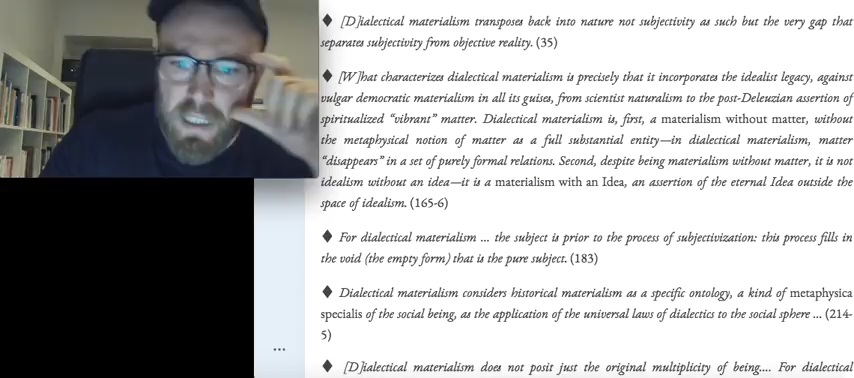 ♦ [D]ialectical materialism transposes back into nature not subjectivity as such but the very gap that
separates subjectivity from objective reality. (35)
♦ [W]hat characterizes dialectical materialism is precisely that it incorporates the idealist legacy, against
vulgar democratic materialism in all its guises, from scientist naturalism to the post-Deleuzian assertion of
spiritualized “vibrant” matter. Dialectical materialism is, first, a materialism without matter, without
the metaphysical notion of matter as a full substantial entity—in dialectical materialism, matter
“disappears” in a set of purely formal relations. Second, despite being materialism without matter, it is not
idealism without an idea—it is a materialism with an Idea, an assertion of the eternal Idea outside the
space of idealism. (165-6)
♦ For dialectical materialism ... the subject is prior to the process of subjectivization: this process fills in
the void (the empty form) that is the pure subject. (183)
♦ Dialectical materialism considers historical materialism as a specific ontology, a kind of metaphysica
specialis of the social being, as the application of the universal laws of dialectics to the social sphere ... (214-
5)
♦ [D]ialectical materialism does not posit just the original multiplicity of being.... For dialectical